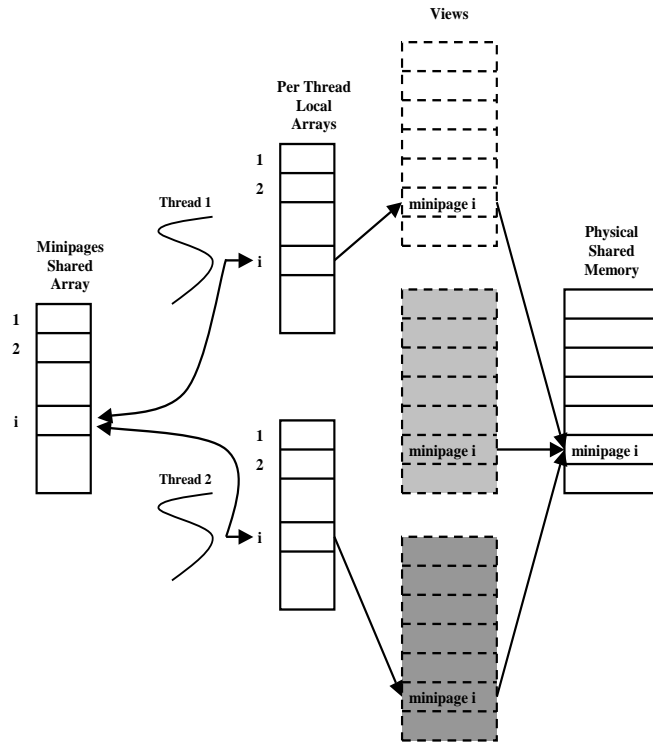 Views
Per Thread
Local
Arrays
1
2
i
Thread 1
minipage i
Minipages
Shared
Array
1
2
i
Physical
Shared
Memory
minipage i
minipage i
1
2
i
Thread 2
minipage i